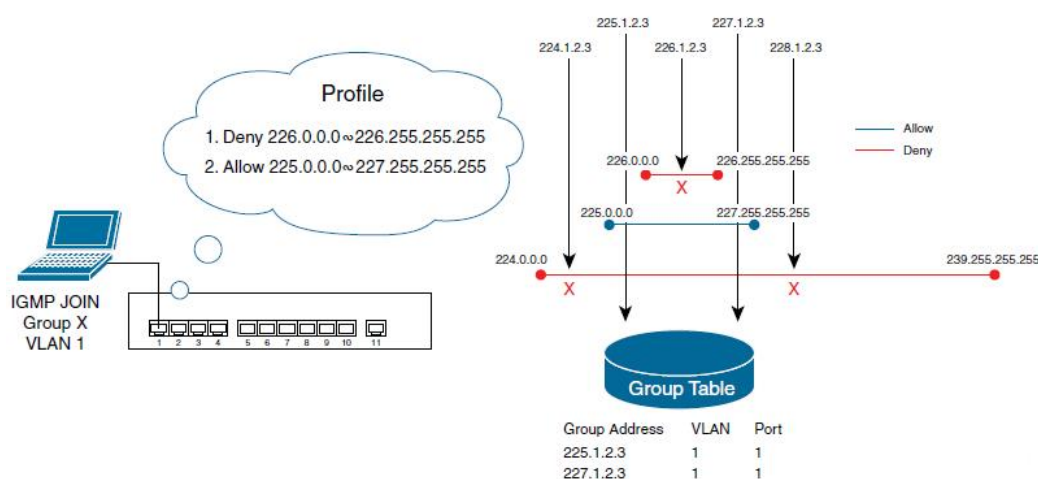 Profile
1. Deny 226.0.0.0~226.255.255.255
2. Allow 225.0.0.0~227.255.255.255
IGMP JOIN
Group X
VLAN 1
1 2 3 4 5 6 7 8 9 10 11
225.1.2.3 227.1.2.3
224.1.2.3 226.1.2.3 228.1.2.3
Allow
Deny
226.0.0.0 226.255.255.255
X
225.0.0.0 227.255.255.255
224.0.0.0 239.255.255.255
X X
Group Table
Group Address VLAN Port
225.1.2.3 1 1
227.1.2.3 1 1